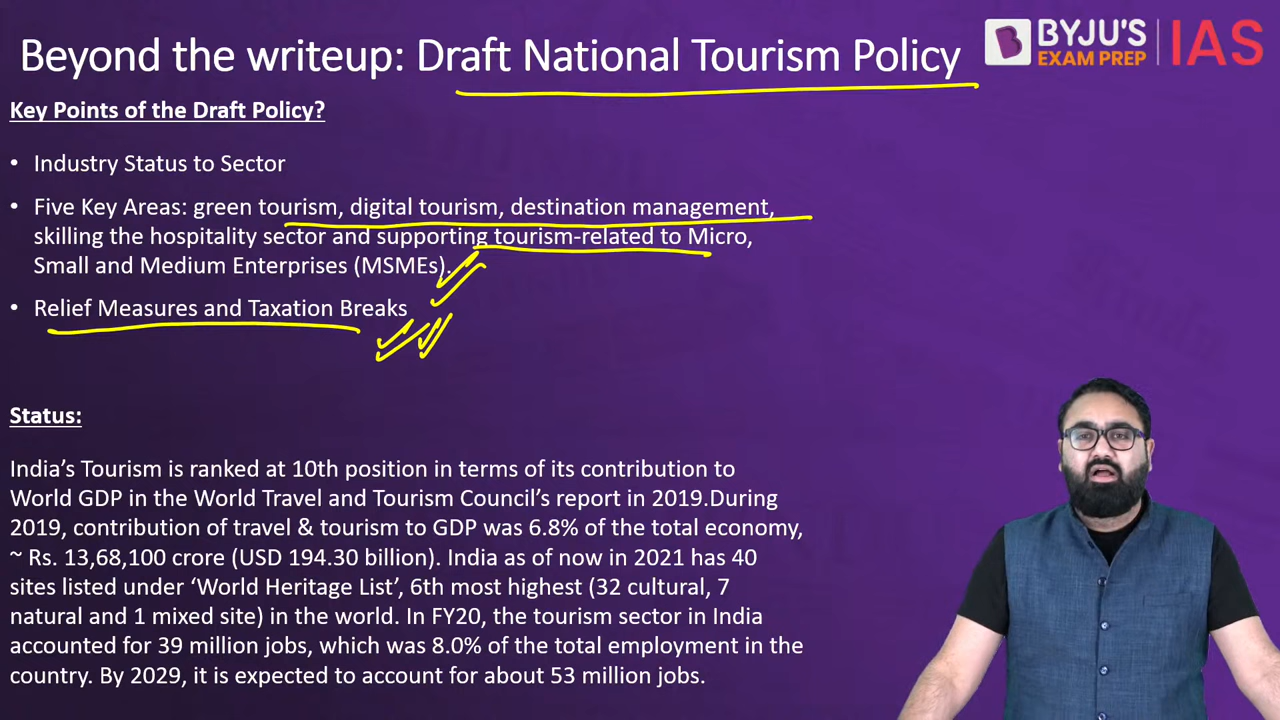 Beyond the writeup: Draft National Tourism Policy
BYJU'S
EXAM PREP
IAS
Key Points of the Draft Policy?
• Industry Status to Sector
• Five Key Areas: green tourism, digital tourism, destination management,
skilling the hospitality sector and supporting tourism-related to Micro,
Small and Medium Enterprises (MSMEs).
• Relief Measures and Taxation Breaks
Status:
India's Tourism is ranked at 10th position in terms of its contribution to
World GDP in the World Travel and Tourism Council's report in 2019.During
2019, contribution of travel & tourism to GDP was 6.8% of the total economy,
~ Rs. 13,68,100 crore (USD 194.30 billion). India as of now in 2021 has 40
sites listed under 'World Heritage List', 6th most highest (32 cultural, 7
natural and 1 mixed site) in the world. In FY20, the tourism sector in India
accounted for 39 million jobs, which was 8.0% of the total employment in the
country. By 2029, it is expected to account for about 53 million jobs.